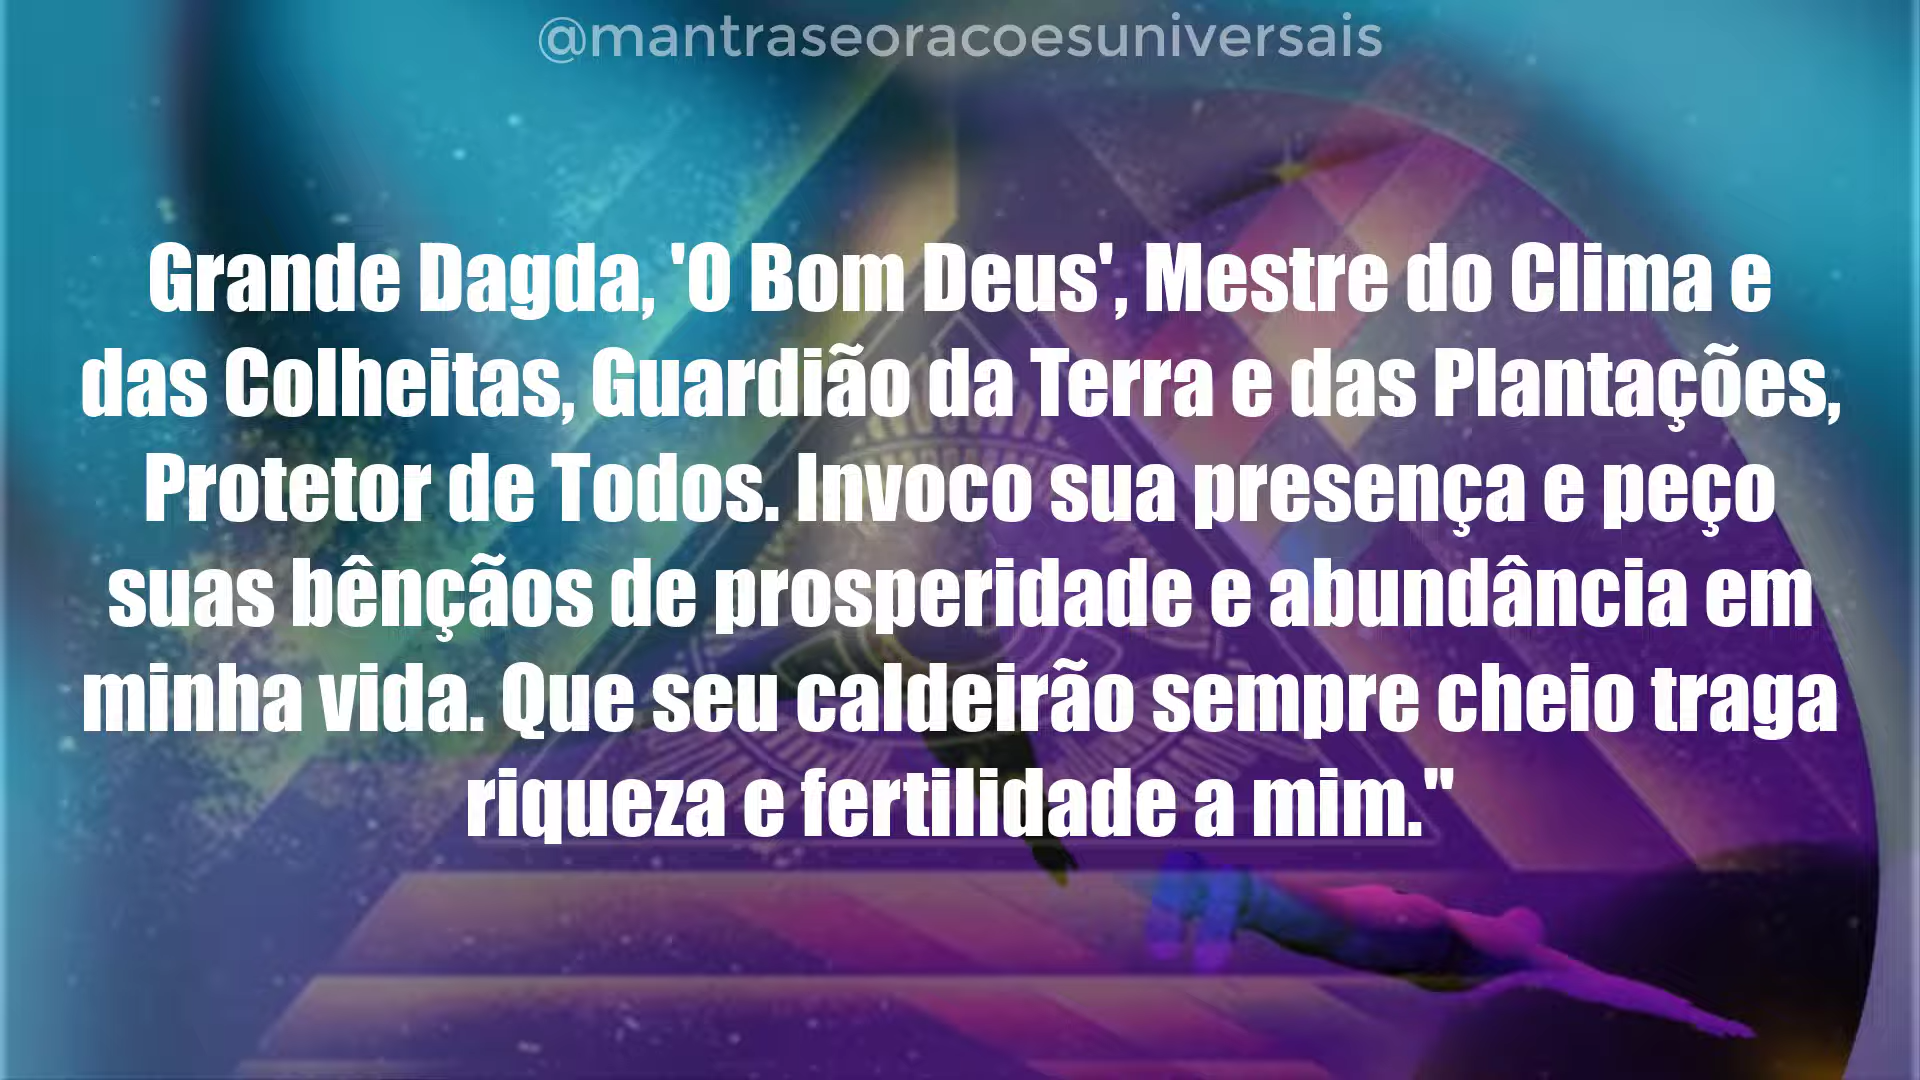 @mantraseoracoesuniversais
Grande Dagda, 'O Bom Deus', Mestre do Clima e
das Colheitas, Guardião da Terra e das Plantações,
Protetor de Todos. Invoco sua presença e peço
suas bênçãos de prosperidade e abundância em
minha vida. Que seu caldeirão sempre cheio traga
riqueza e fertilidade a mim."